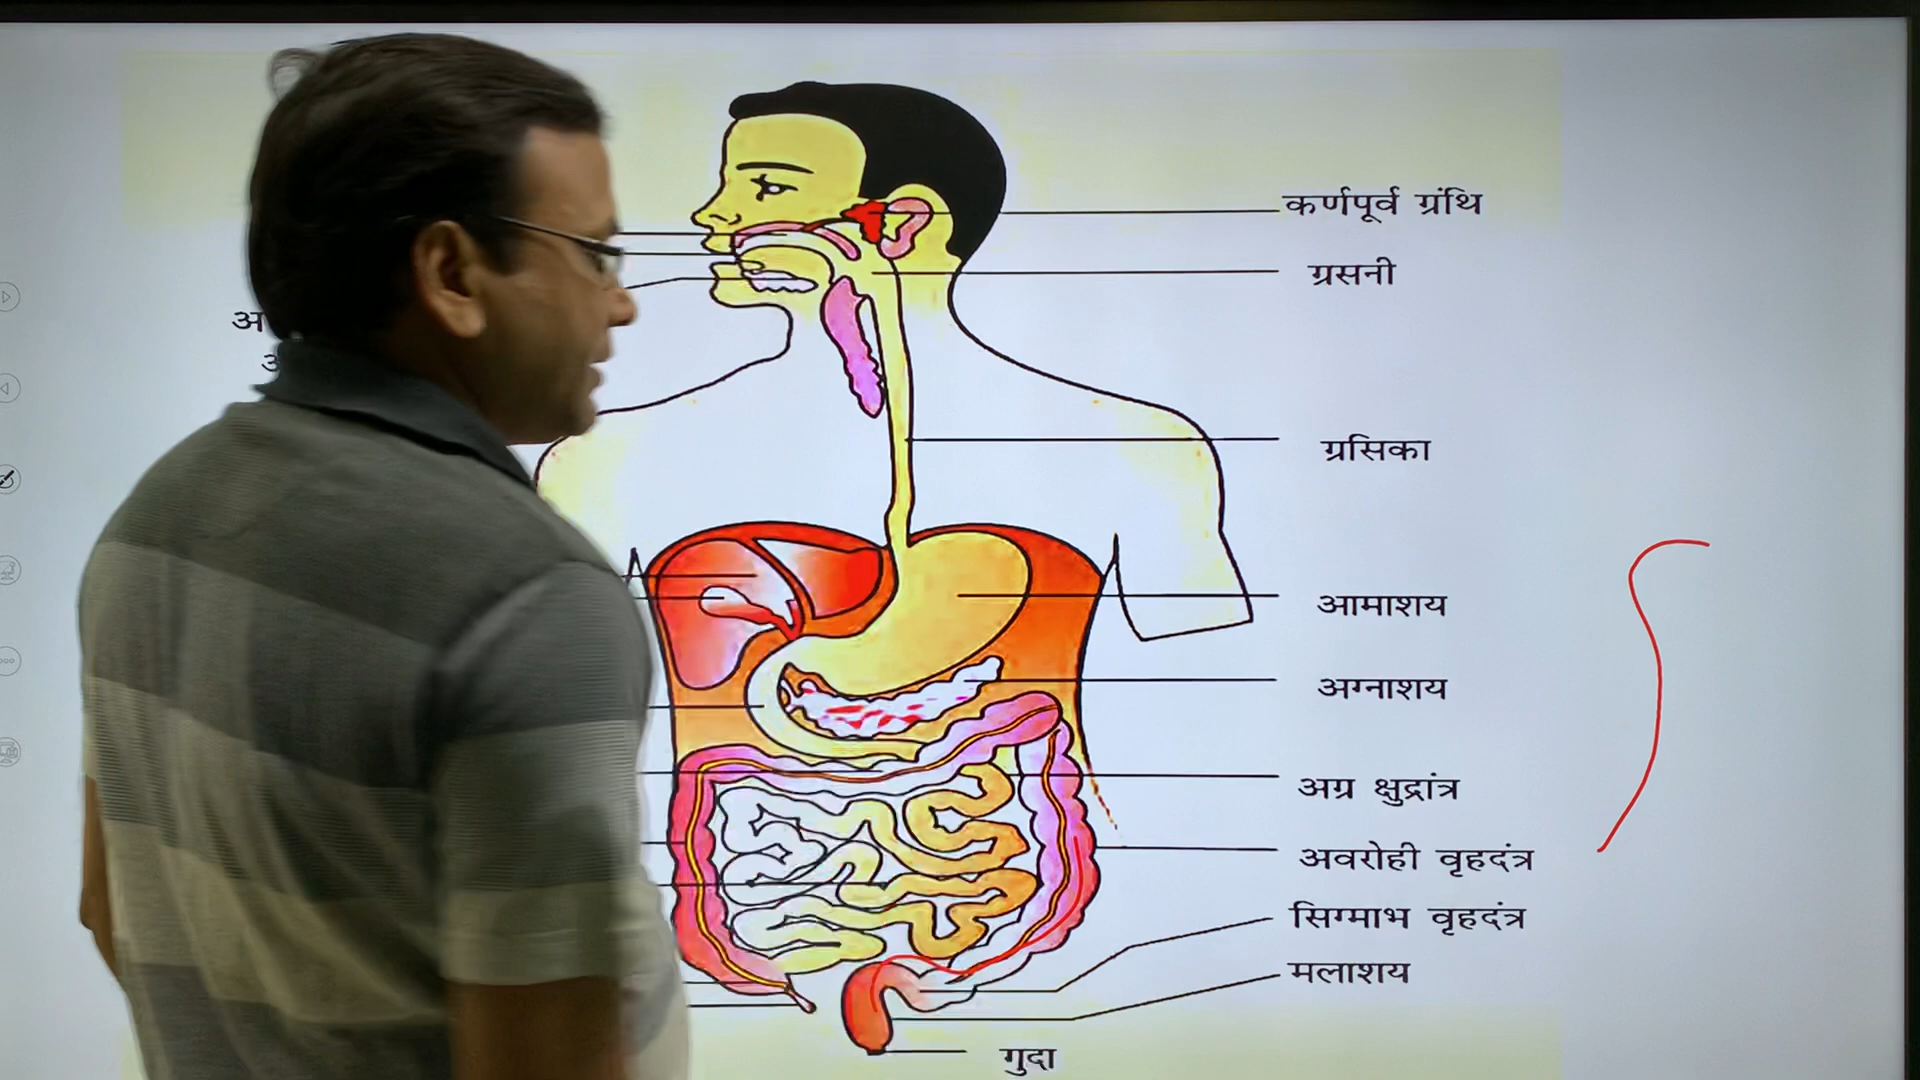 कर्णपूर्व ग्रंथि
ग्रसनी
ग्रसिका
आमाशय
अग्नाशय
अग्र क्षुद्रांत्र
अवरोही वृहदंत्र
सिग्माभ वृहदंत्र
मलाशय
गुदा